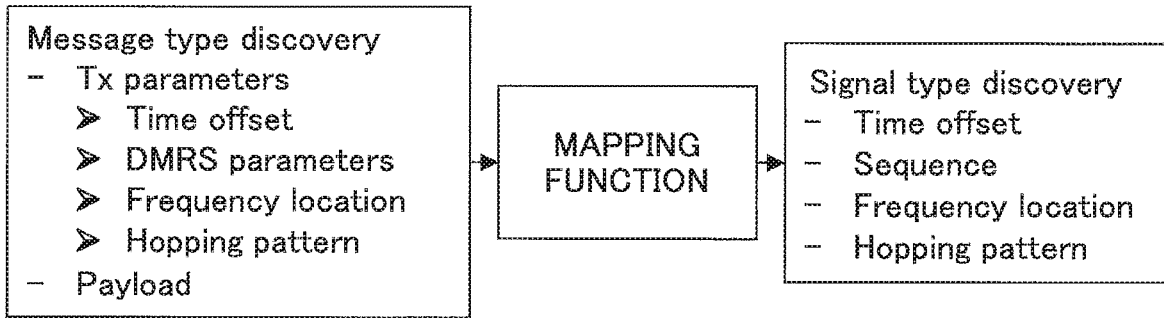 Message type discovery
- Tx parameters
➤ Time offset
➤ DMRS parameters
➤ Frequency location
➤ Hopping pattern
- Payload
MAPPING
FUNCTION
Signal type discovery
- Time offset
- Sequence
- Frequency location
- Hopping pattern